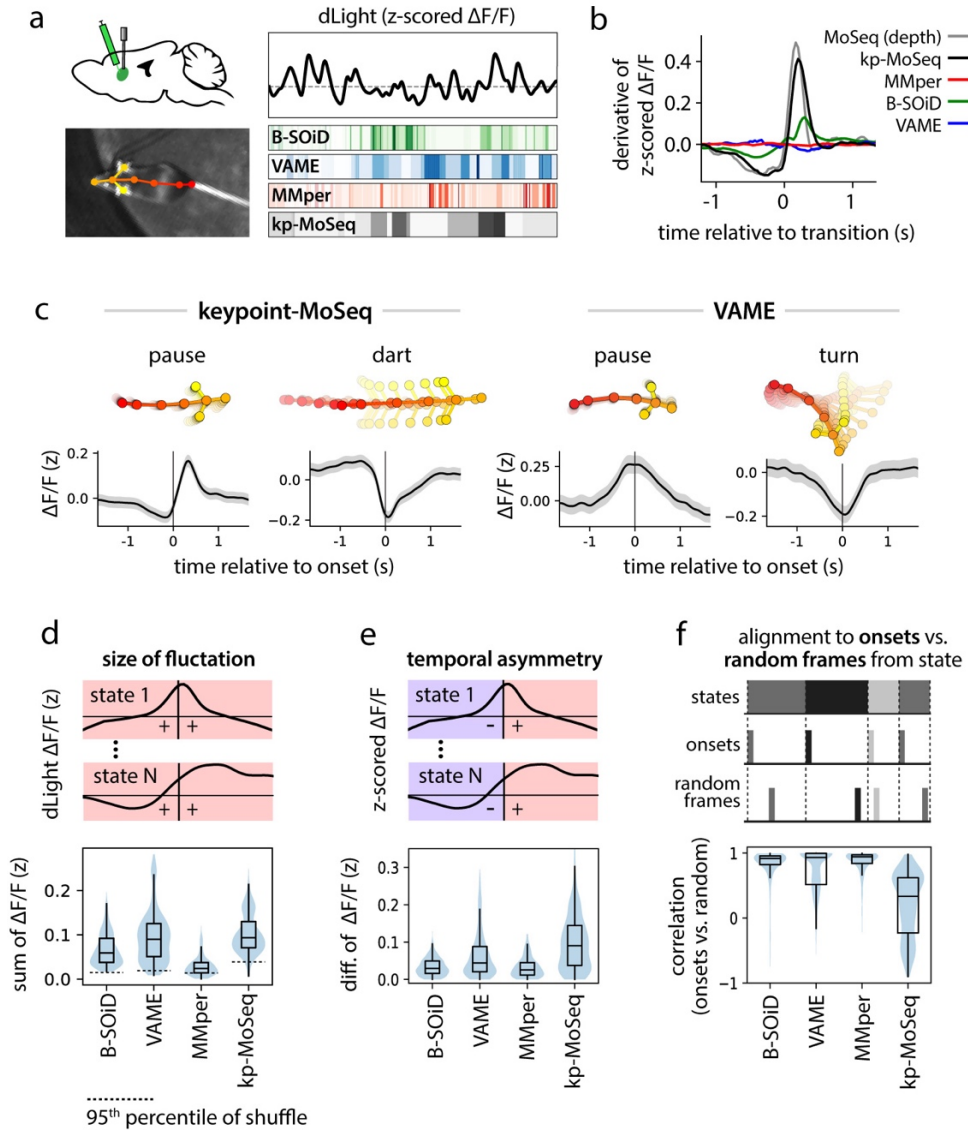 a
dLight (z-scored ΔF/F)
B-SOiD
VAME
MMper
kp-MoSeq
b
derivative of
z-scored ΔF/F
0.4
0.2
0.0
MoSeq (depth)
kp-MoSeq
MMper
B-SOiD
VAME
-1 0 1
time relative to transition (s)
c
keypoint-MoSeq
VAME
pause
dart
pause
turn
ΔF/F (z)
0.2
0.0
0.0
−0.2
ΔF/F (z)
0.25
0.00
0.0
−0.2
-1 0 1
-1 0 1
-1 0 1
-1 0 1
time relative to onset (s)
time relative to onset (s)
d
size of fluctation
dLight ΔF/F (z)
state 1
+ +
state N
+ +
sum of ΔF/F (z)
0.2
0.1
0.0
B-SOiD
VAME
MMper
kp-MoSeq
95th percentile of shuffle
e
temporal asymmetry
z-scored ΔF/F
state 1
− +
state N
− +
diff. of ΔF/F (z)
0.3
0.2
0.1
0.0
B-SOiD
VAME
MMper
kp-MoSeq
f
alignment to onsets vs.
random frames from state
states
onsets
random
frames
correlation
(onsets vs. random)
1
0
−1
B-SOiD
VAME
MMper
kp-MoSeq